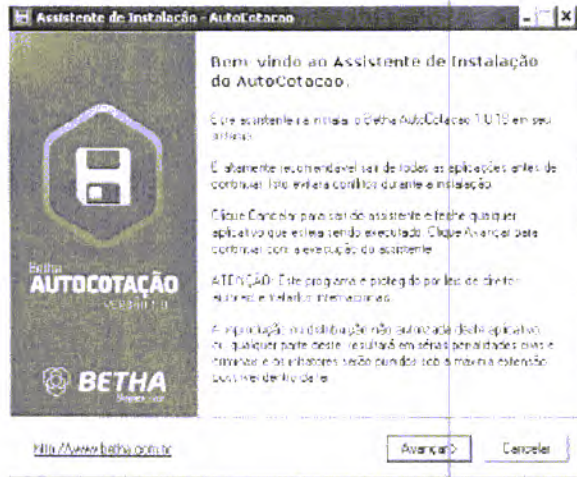 Assistente de Instalação - AutoCotacao
Bem-vindo ao Assistente de Instalação
do AutoCotacao.
Este assistente irá instalar o Betha AutoCotacao 1.0.19 em seu
sistema.
É altamente recomendável sair de todas as aplicações antes de
continuar. Isto evitará conflitos durante a instalação.
Clique Cancelar para sair do assistente e feche qualquer
aplicativo que esteja sendo executado. Clique Avançar para
continuar com a execução do assistente.
ATENÇÃO: Este programa é protegido por leis de direitos
autorais e tratados internacionais.
A reprodução ou distribuição não autorizada deste aplicativo
ou qualquer parte deste, resultará em sérias penalidades civis e
criminais e os infratores serão punidos sob a máxima extensão
possível dentro da lei.
Betha
AUTOCOTAÇÃO
VERSÃO 1.0
BETHA
http://www.betha.com.br
Avançar >
Cancelar